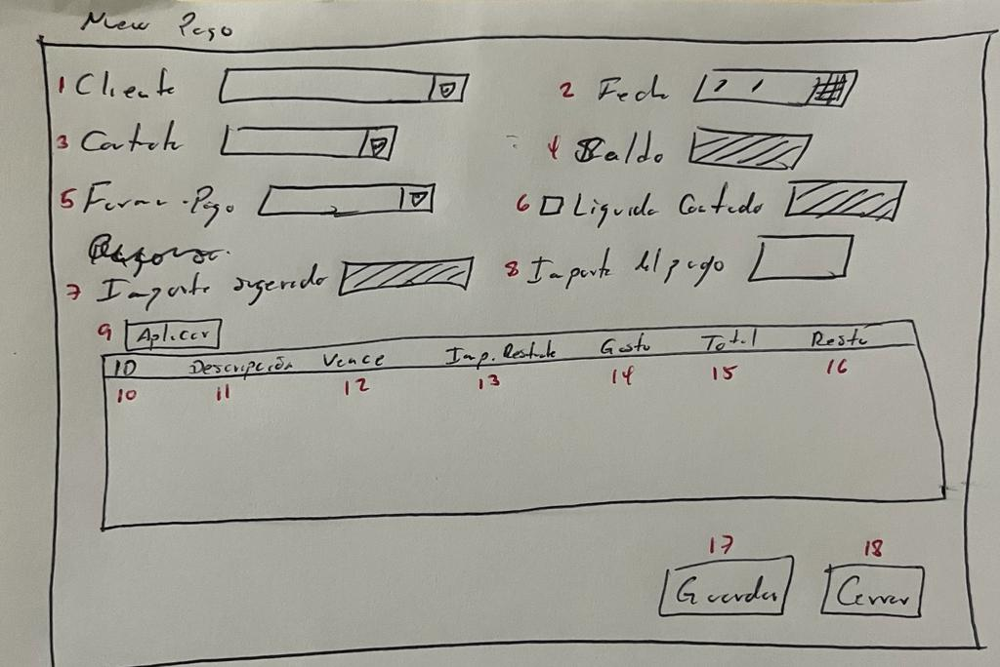 New Pago
1 Cliente
2 Fecha
3 Contrato
4 Saldo
5 Forma-Pago
6 Liquida Contado
7 Importe sugerido
8 Importe del pago
9 Aplicar
ID Descripción Vence Imp. Restante Gasto Total Resto
10 11 12 13 14 15 16
17 18
Guardar Cerrar